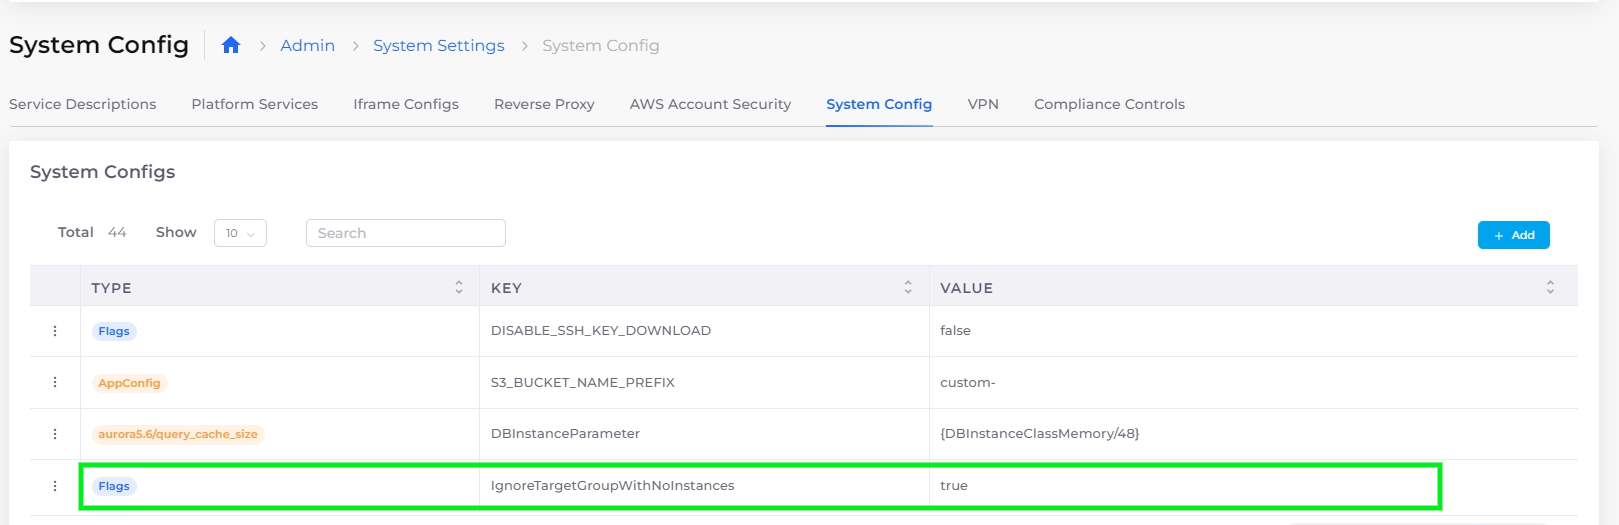 System Config > Admin > System Settings > System Config
Service Descriptions Platform Services Iframe Configs Reverse Proxy AWS Account Security System Config VPN Compliance Controls
System Configs
Total 44 Show 10 Search + Add
TYPE KEY VALUE
Flags DISABLE_SSH_KEY_DOWNLOAD false
AppConfig S3_BUCKET_NAME_PREFIX custom-
aurora5.6/query_cache_size DBInstanceParameter {DBInstanceClassMemory/48}
Flags IgnoreTargetGroupWithNoInstances true